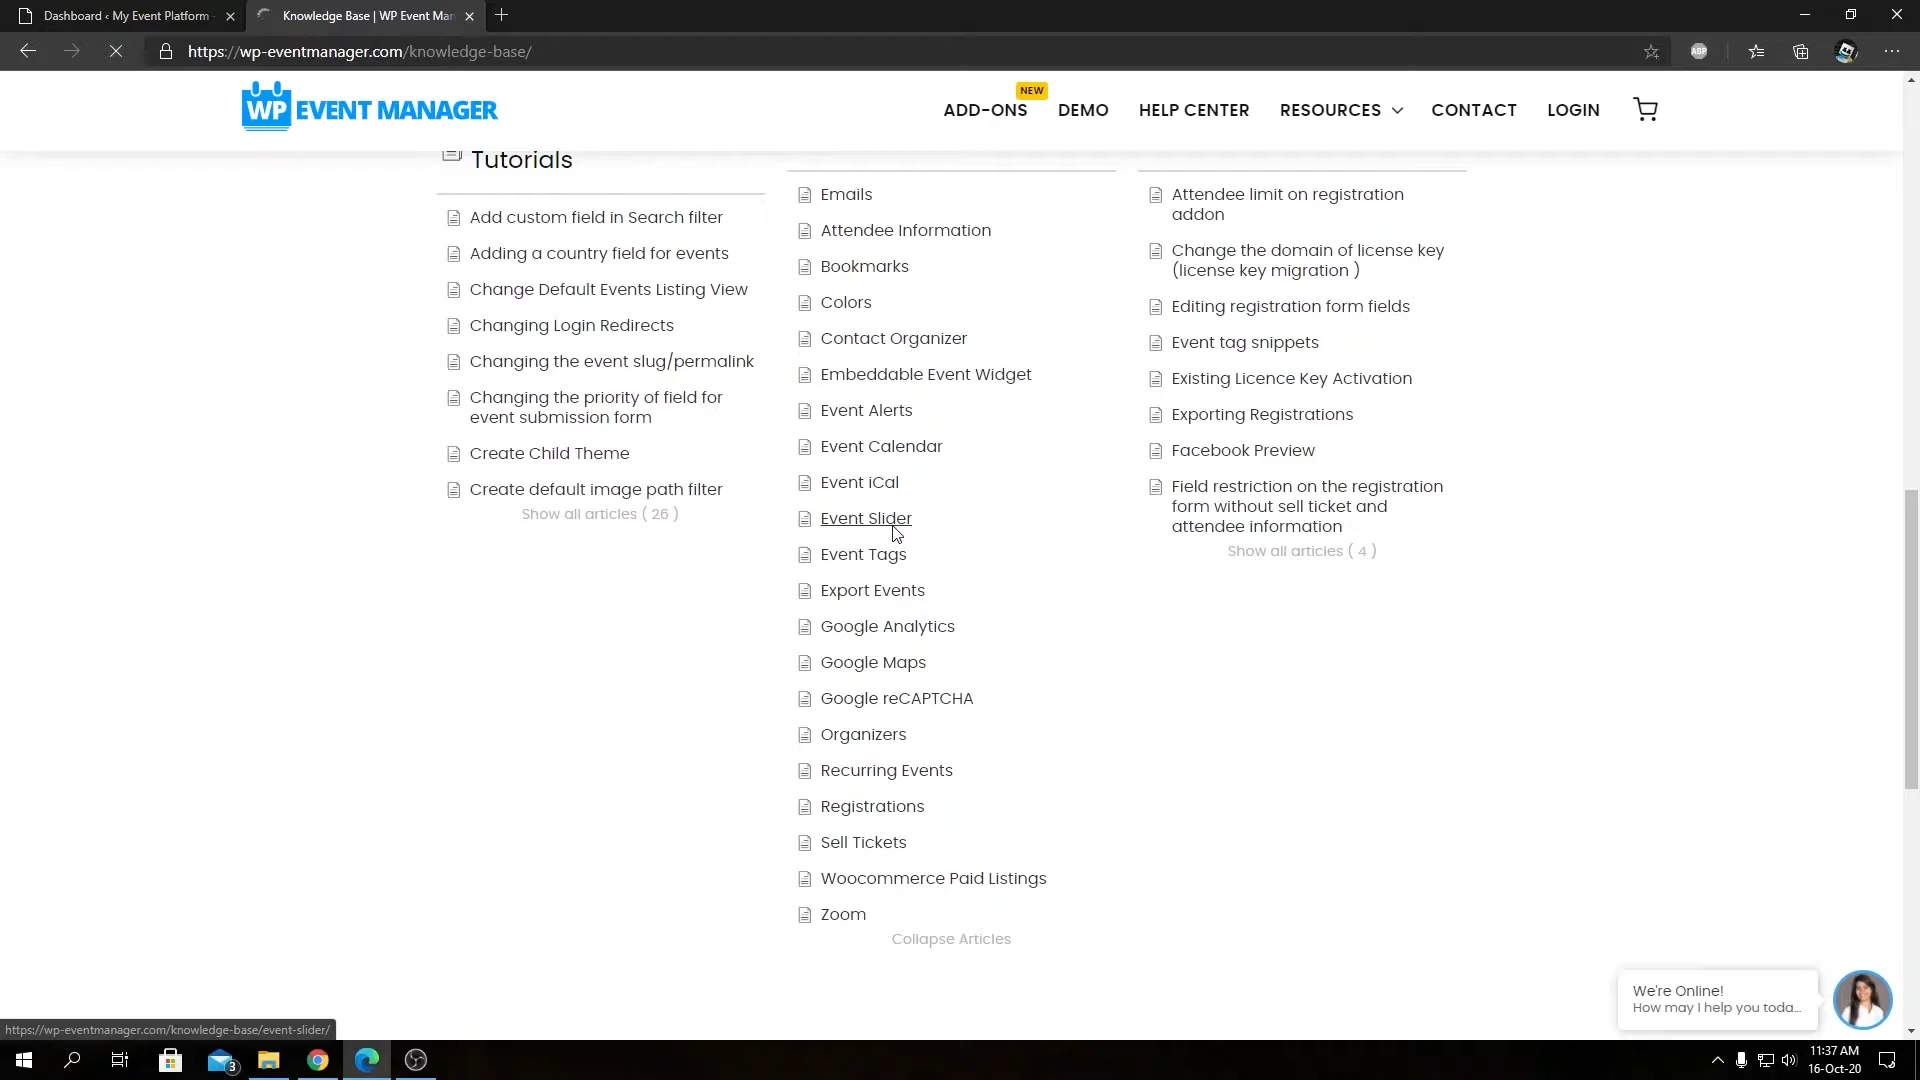 Dashboard ‹ My Event Platform
Knowledge Base | WP Event Man
https://wp-eventmanager.com/knowledge-base/
ABP
WP EVENT MANAGER
NEW
ADD-ONS
DEMO
HELP CENTER
RESOURCES
CONTACT
LOGIN
Tutorials
Add custom field in Search filter
Adding a country field for events
Change Default Events Listing View
Changing Login Redirects
Changing the event slug/permalink
Changing the priority of field for
event submission form
Create Child Theme
Create default image path filter
Show all articles ( 26 )
Emails
Attendee Information
Bookmarks
Colors
Contact Organizer
Embeddable Event Widget
Event Alerts
Event Calendar
Event iCal
Event Slider
Event Tags
Export Events
Google Analytics
Google Maps
Google reCAPTCHA
Organizers
Recurring Events
Registrations
Sell Tickets
Woocommerce Paid Listings
Zoom
Collapse Articles
Attendee limit on registration
addon
Change the domain of license key
(license key migration )
Editing registration form fields
Event tag snippets
Existing Licence Key Activation
Exporting Registrations
Facebook Preview
Field restriction on the registration
form without sell ticket and
attendee information
Show all articles ( 4 )
We're Online!
How may I help you toda...
https://wp-eventmanager.com/knowledge-base/event-slider/
3
11:37 AM
16-Oct-20